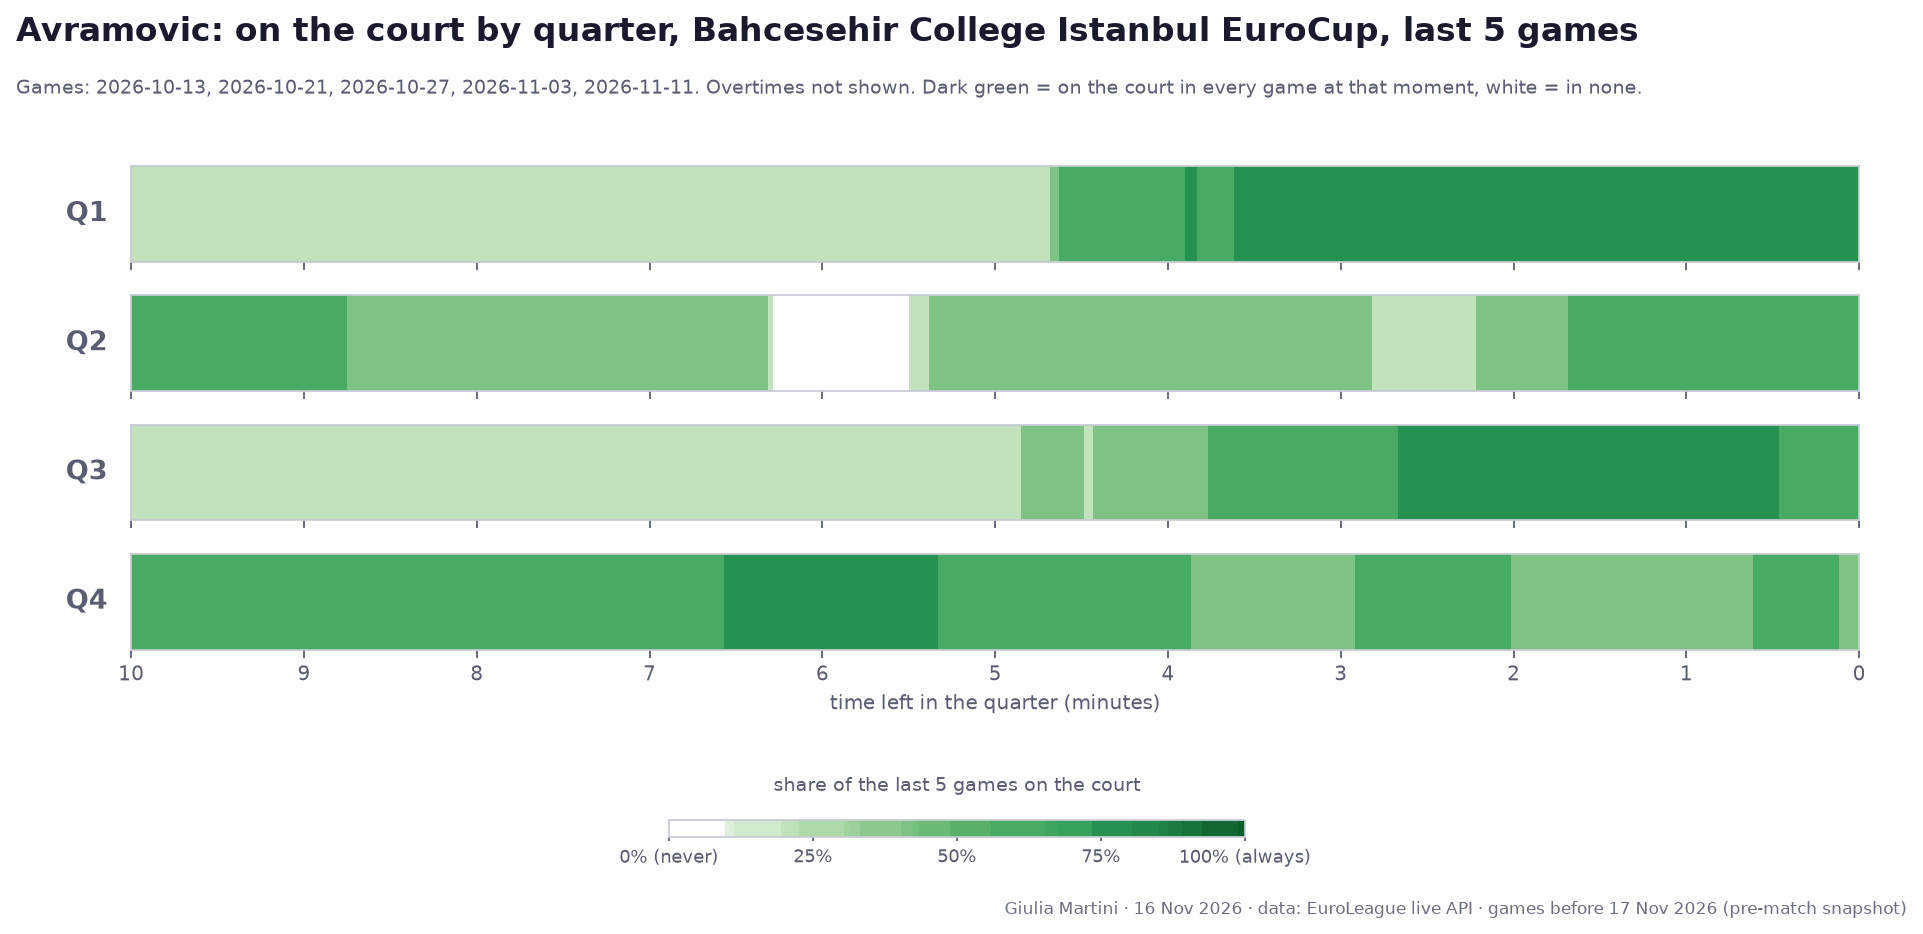 Avramovic: on the court by quarter, Bahcesehir College Istanbul EuroCup, last 5 games
Games: 2026-10-13, 2026-10-21, 2026-10-27, 2026-11-03, 2026-11-11. Overtimes not shown. Dark green = on the court in every game at that moment, white = in none.
Q1
Q2
Q3
Q4
10 9 8 7 6 5 4 3 2 1 0
time left in the quarter (minutes)
share of the last 5 games on the court
0% (never) 25% 50% 75% 100% (always)
Giulia Martini · 16 Nov 2026 · data: EuroLeague live API · games before 17 Nov 2026 (pre-match snapshot)